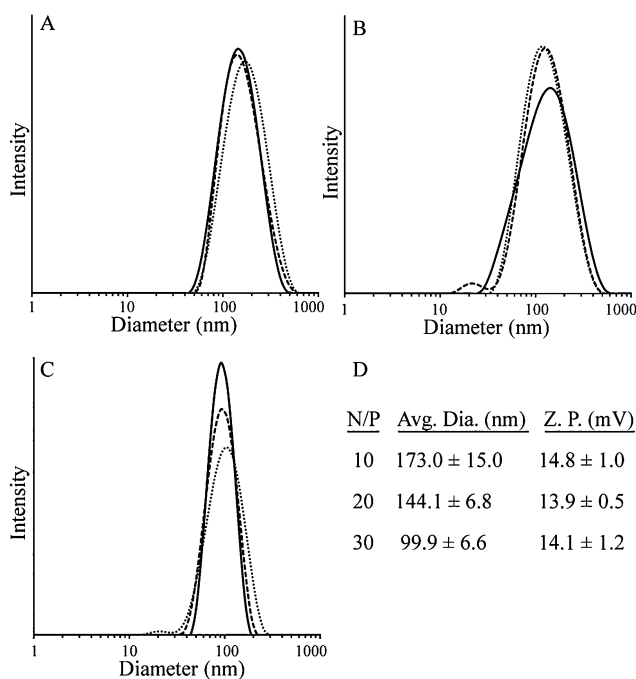 A
Intensity
1 10 100 1000
Diameter (nm)
B
Intensity
1 10 100 1000
Diameter (nm)
C
Intensity
1 10 100 1000
Diameter (nm)
D
N/P Avg. Dia. (nm) Z. P. (mV)
10 173.0 ± 15.0 14.8 ± 1.0
20 144.1 ± 6.8 13.9 ± 0.5
30 99.9 ± 6.6 14.1 ± 1.2